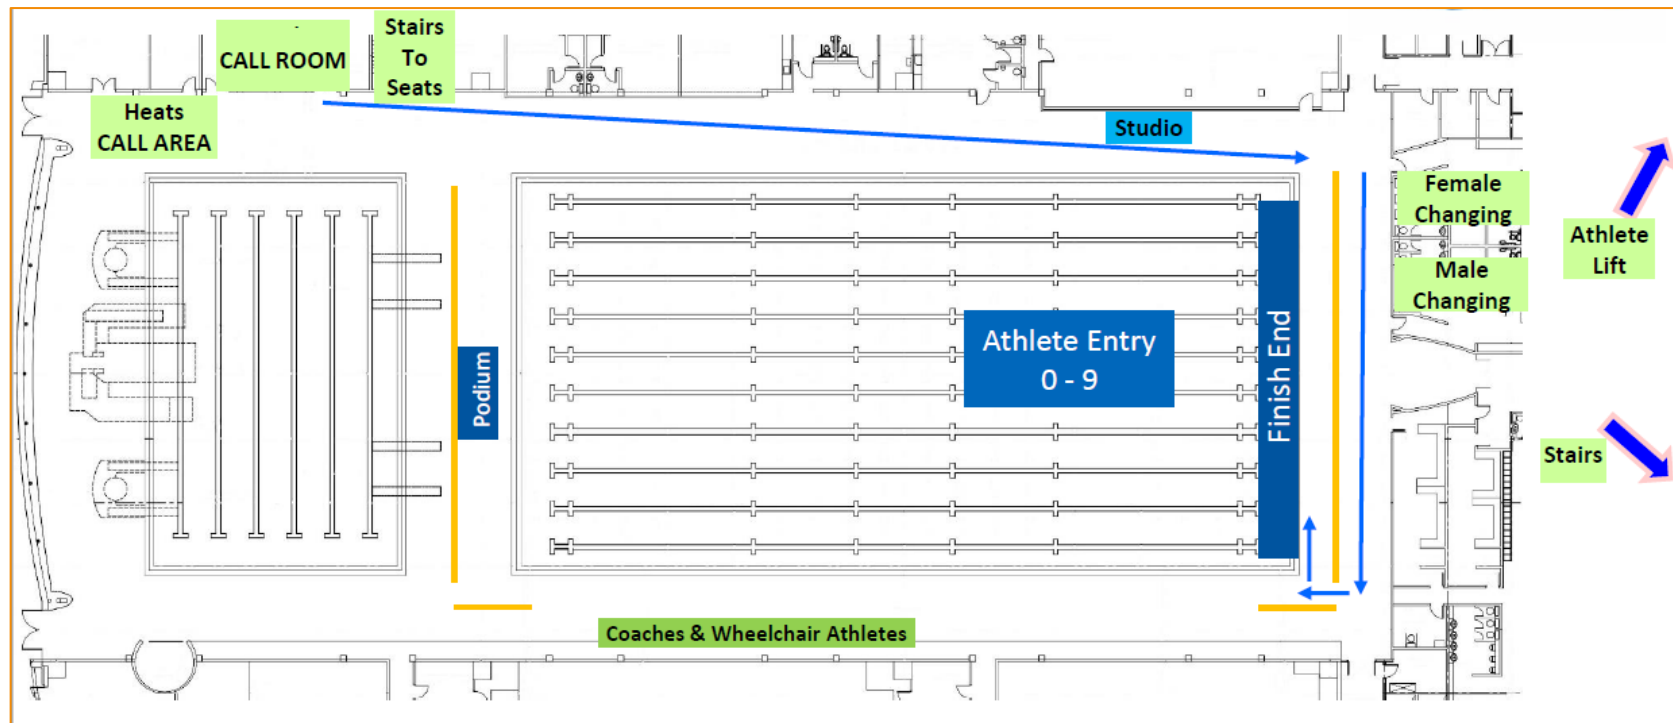 CALL ROOM
Stairs
To
Seats
Heats
CALL AREA
Studio
Female
Changing
Athlete
Lift
Male
Changing
Athlete Entry
0 - 9
Finish End
Podium
Stairs
Coaches & Wheelchair Athletes